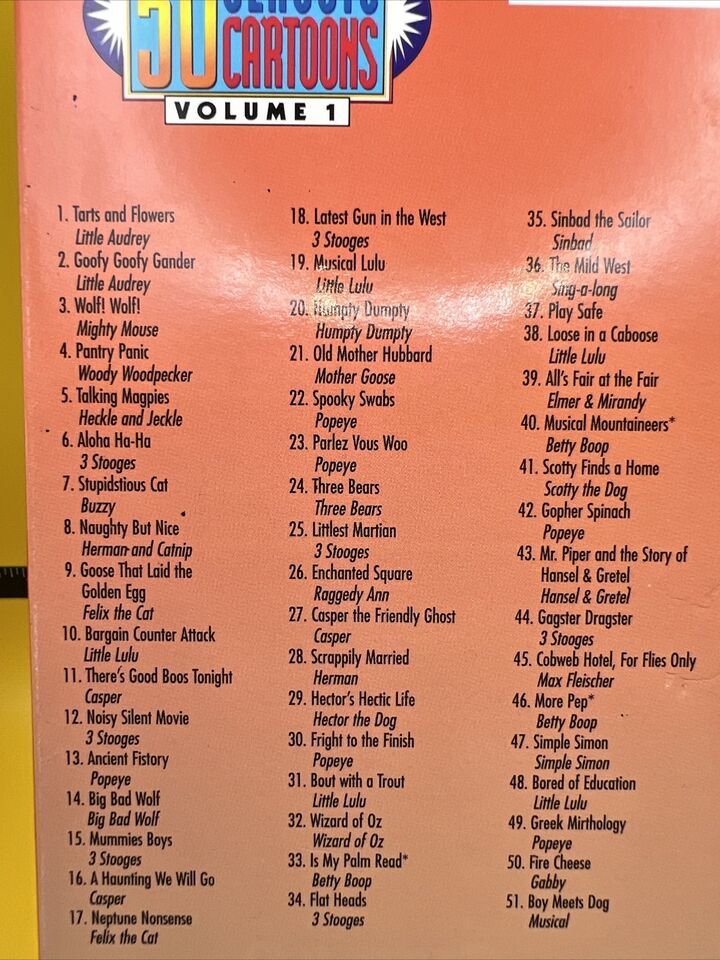 50 CLASSIC
CARTOONS
VOLUME 1
1. Tarts and Flowers
Little Audrey
2. Goofy Goofy Gander
Little Audrey
3. Wolf! Wolf!
Mighty Mouse
4. Pantry Panic
Woody Woodpecker
5. Talking Magpies
Heckle and Jeckle
6. Aloha Ha-Ha
3 Stooges
7. Stupidstious Cat
Buzzy
8. Naughty But Nice
Herman and Catnip
9. Goose That Laid the
Golden Egg
Felix the Cat
10. Bargain Counter Attack
Little Lulu
11. There's Good Boos Tonight
Casper
12. Noisy Silent Movie
3 Stooges
13. Ancient Fistory
Popeye
14. Big Bad Wolf
Big Bad Wolf
15. Mummies Boys
3 Stooges
16. A Haunting We Will Go
Casper
17. Neptune Nonsense
Felix the Cat
18. Latest Gun in the West
3 Stooges
19. Musical Lulu
Little Lulu
20. Humpty Dumpty
Humpty Dumpty
21. Old Mother Hubbard
Mother Goose
22. Spooky Swabs
Popeye
23. Parlez Vous Woo
Popeye
24. Three Bears
Three Bears
25. Littlest Martian
3 Stooges
26. Enchanted Square
Raggedy Ann
27. Casper the Friendly Ghost
Casper
28. Scrappily Married
Herman
29. Hector's Hectic Life
Hector the Dog
30. Fright to the Finish
Popeye
31. Bout with a Trout
Little Lulu
32. Wizard of Oz
Wizard of Oz
33. Is My Palm Read*
Betty Boop
34. Flat Heads
3 Stooges
35. Sinbad the Sailor
Sinbad
36. The Mild West
Sing-a-long
37. Play Safe
38. Loose in a Caboose
Little Lulu
39. All's Fair at the Fair
Elmer & Mirandy
40. Musical Mountaineers*
Betty Boop
41. Scotty Finds a Home
Scotty the Dog
42. Gopher Spinach
Popeye
43. Mr. Piper and the Story of
Hansel & Gretel
Hansel & Gretel
44. Gagster Dragster
3 Stooges
45. Cobweb Hotel, For Flies Only
Max Fleischer
46. More Pep*
Betty Boop
47. Simple Simon
Simple Simon
48. Bored of Education
Little Lulu
49. Greek Mirthology
Popeye
50. Fire Cheese
Gabby
51. Boy Meets Dog
Musical